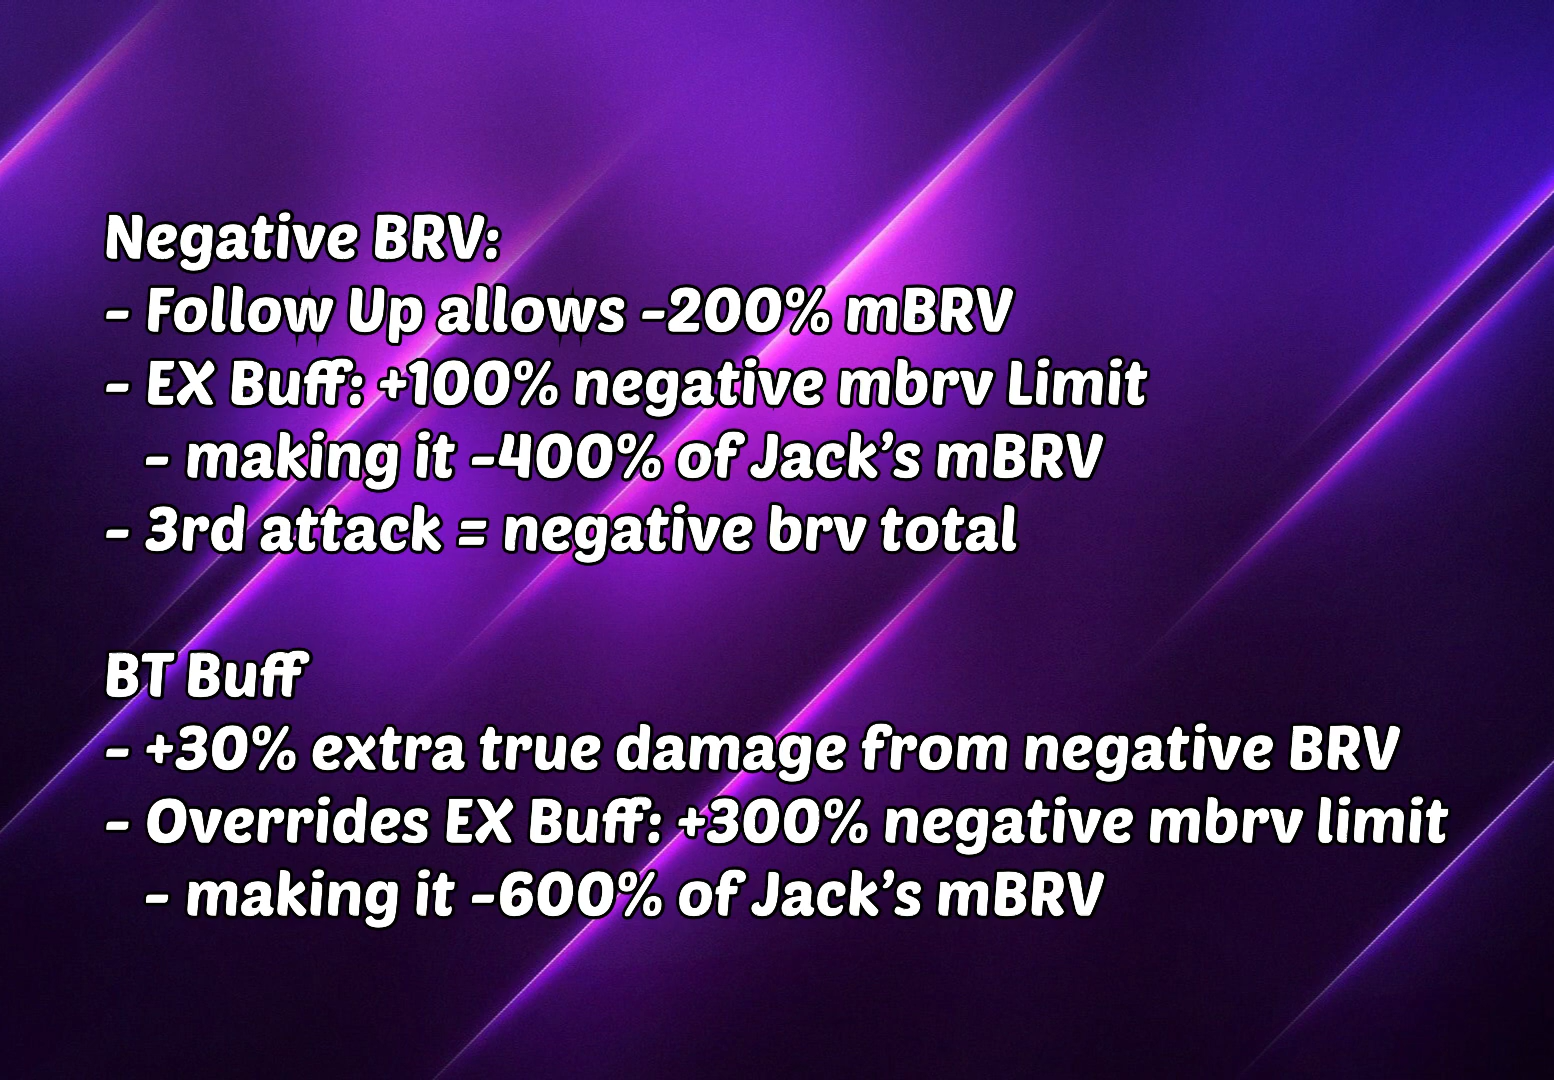 Negative BRV:
- Follow Up allows -200% mBRV
- EX Buff: +100% negative mbrv Limit
- making it -400% of Jack's mBRV
- 3rd attack = negative brv total
BT Buff
- +30% extra true damage from negative BRV
- Overrides EX Buff: +300% negative mbrv limit
- making it -600% of Jack's mBRV